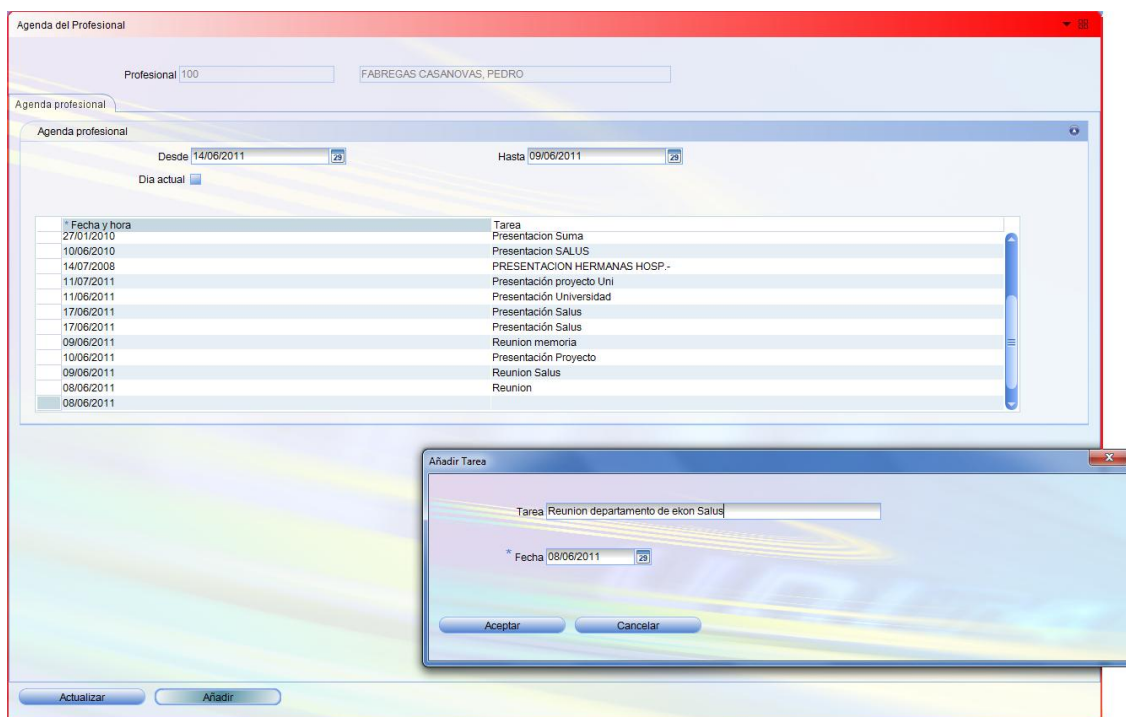 Agenda del Profesional
Profesional 100 FABREGAS CASANOVAS, PEDRO
Agenda profesional
Agenda profesional
Desde 14/06/2011 29 Hasta 09/06/2011 29
Dia actual
* Fecha y hora Tarea
27/01/2010 Presentacion Suma
10/06/2010 Presentacion SALUS
14/07/2008 PRESENTACION HERMANAS HOSP.-
11/07/2011 Presentación proyecto Uni
11/06/2011 Presentación Universidad
17/06/2011 Presentación Salus
17/06/2011 Presentación Salus
09/06/2011 Reunion memoria
10/06/2011 Presentación Proyecto
09/06/2011 Reunion Salus
08/06/2011 Reunion
08/06/2011
Añadir Tarea
Tarea Reunion departamento de ekon Salus
* Fecha 08/06/2011 29
Aceptar Cancelar
Actualizar Añadir